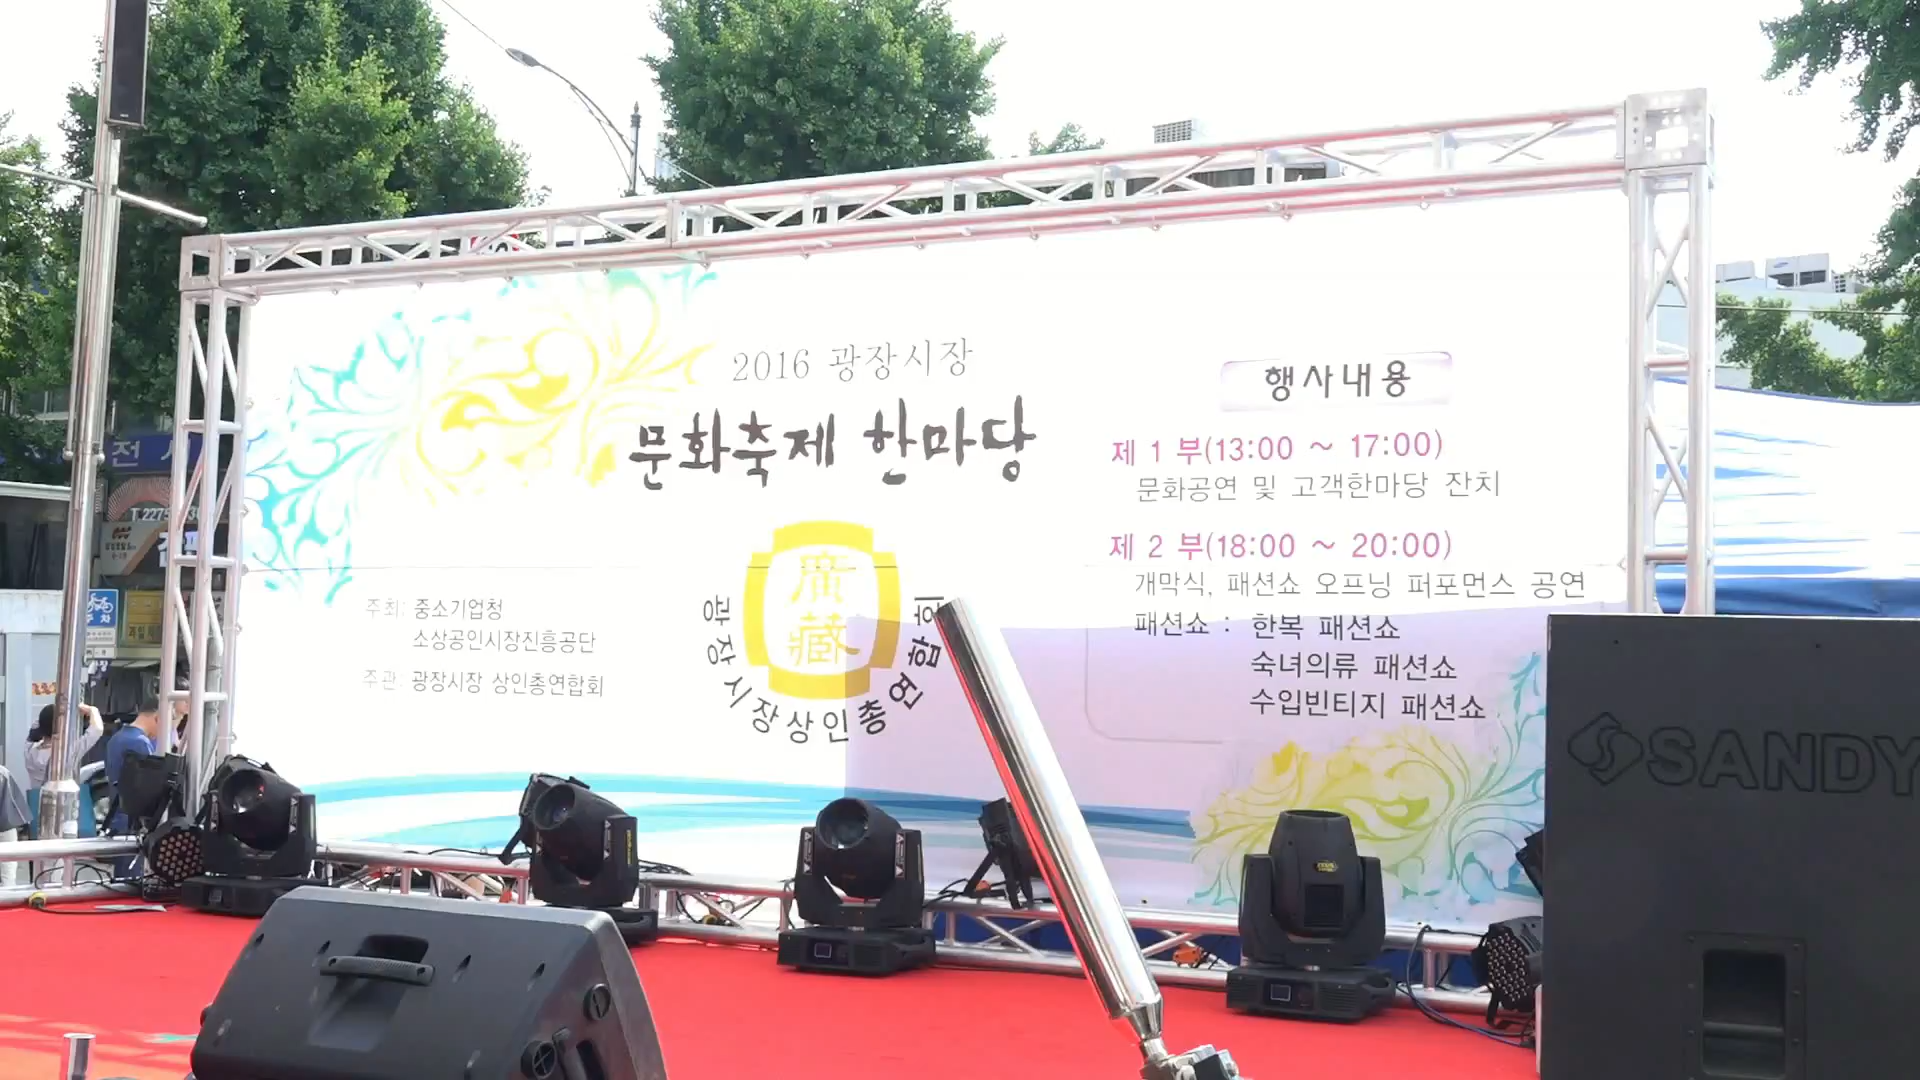 2016 광장시장
문화축제 한마당
주최: 중소기업청
소상공인시장진흥공단
주관: 광장시장 상인총연합회
廣藏
광장시장상인총연합회
행사내용
제 1 부(13:00 ~ 17:00)
문화공연 및 고객한마당 잔치
제 2 부(18:00 ~ 20:00)
개막식, 패션쇼 오프닝 퍼포먼스 공연
패션쇼 : 한복 패션쇼
숙녀의류 패션쇼
수입빈티지 패션쇼
SANDY